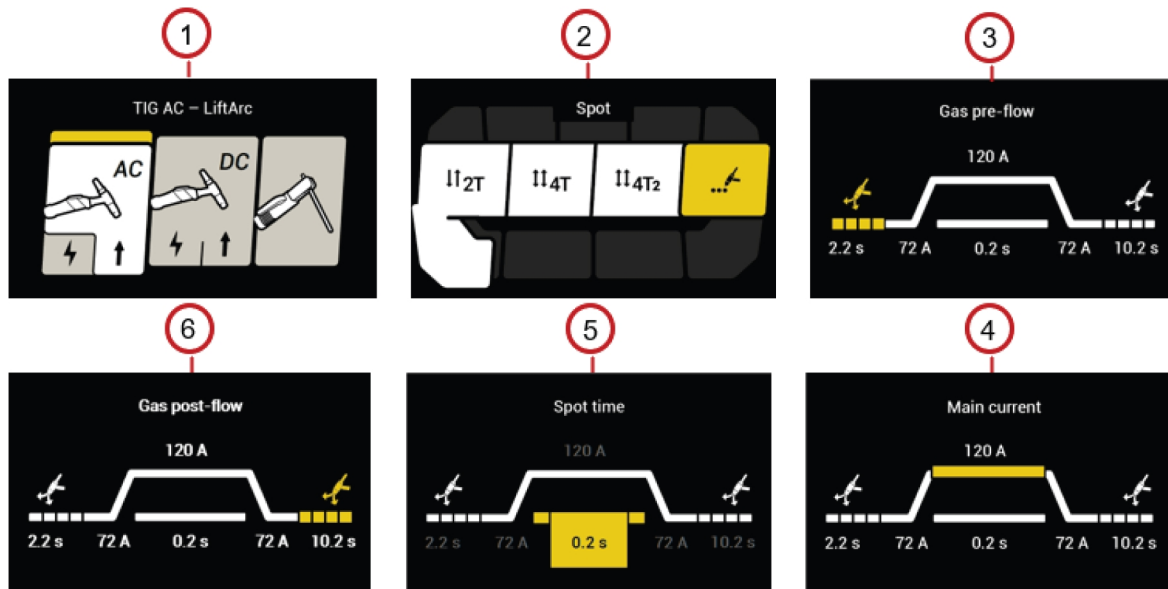 1
2
3
TIG AC – LiftArc
AC
DC
Spot
2T
4T
4T2
Gas pre-flow
120 A
2.2 s 72 A 0.2 s 72 A 10.2 s
6
5
4
Gas post-flow
120 A
2.2 s 72 A 0.2 s 72 A 10.2 s
Spot time
120 A
2.2 s 72 A 0.2 s 72 A 10.2 s
Main current
120 A
2.2 s 72 A 0.2 s 72 A 10.2 s